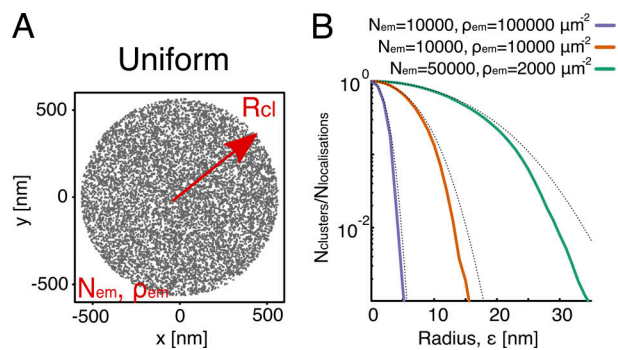 A
Uniform
500
0
-500
y [nm]
Rcl
Nem, ρem
-500
0
500
x [nm]
B
Nem=10000, ρem=100000 μm-2
Nem=10000, ρem=10000 μm-2
Nem=50000, ρem=2000 μm-2
10 0
10 -2
Nclusters/Nlocalisations
0
10
20
30
Radius, ε [nm]